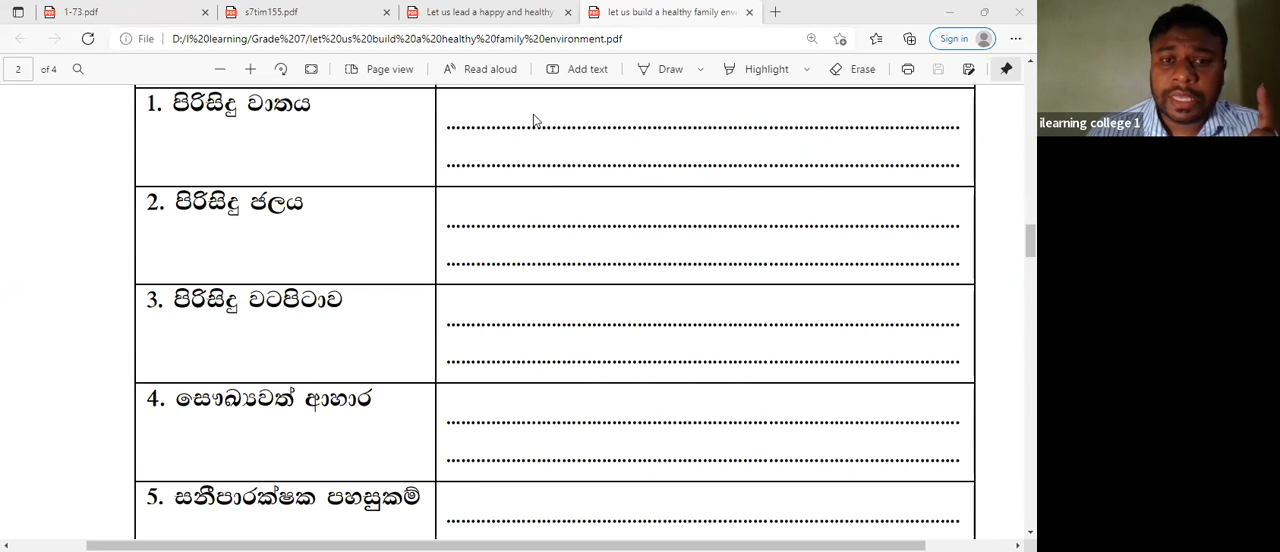 1-73.pdf
s7tim155.pdf
Let us lead a happy and healthy
let us build a healthy family env
File
D:/I%20learning/Grade%207/let%20us%20build%20a%20healthy%20family%20environment.pdf
Sign in
2 of 4
Page view
Read aloud
Add text
Draw
Highlight
Erase
ilearning college 1
1. පිරිසිදු වාතය
2. පිරිසිදු ජලය
3. පිරිසිදු වටපිටාව
4. සෞඛ්‍යවත් ආහාර
5. සනීපාරක්ෂක පහසුකම්